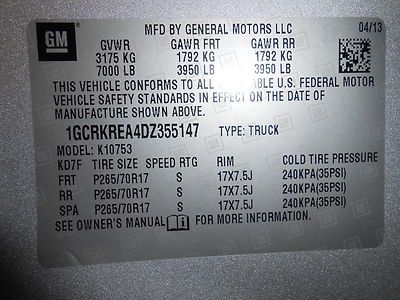 GM
MFD BY GENERAL MOTORS LLC 04/13
GVWR GAWR FRT GAWR RR
3175 KG 1792 KG 1792 KG
7000 LB 3950 LB 3950 LB
THIS VEHICLE CONFORMS TO ALL U.S. FEDERAL MOTOR
VEHICLE SAFETY STANDARDS IN EFFECT ON THE DATE OF
MANUFACTURE SHOWN ABOVE.
1GCRKREA4DZ355147 TYPE: TRUCK
MODEL: K10753
KD7F TIRE SIZE SPEED RTG RIM COLD TIRE PRESSURE
FRT P265/70R17 S 17X7.5J 240KPA(35PSI)
RR P265/70R17 S 17X7.5J 240KPA(35PSI)
SPA P265/70R17 S 17X7.5J 240KPA(35PSI)
SEE OWNER'S MANUAL FOR MORE INFORMATION